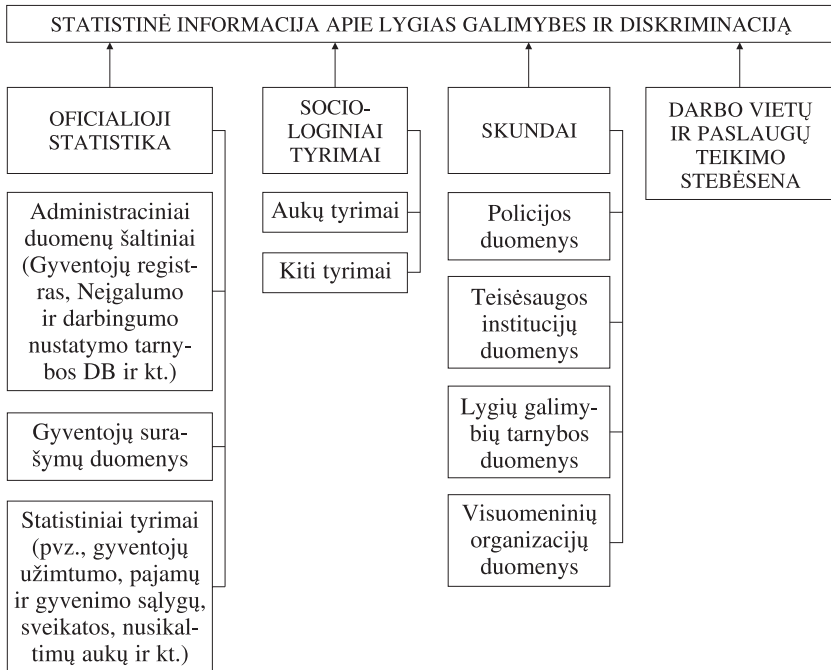 STATISTINĖ INFORMACIJA APIE LYGIAS GALIMYBES IR DISKRIMINACIJĄ
OFICIALIOJI
STATISTIKA
Administraciniai
duomenų šaltiniai
(Gyventojų regist-
ras, Neįgalumo
ir darbingumo
nustatymo tarny-
bos DB ir kt.)
Gyventojų sura-
šymų duomenys
Statistiniai tyrimai
(pvz., gyventojų
užimtumo, pajamų
ir gyvenimo sąlygų,
sveikatos, nusikal-
timų aukų ir kt.)
SOCIO-
LOGINIAI
TYRIMAI
Aukų tyrimai
Kiti tyrimai
SKUNDAI
Policijos
duomenys
Teisėsaugos
institucijų
duomenys
Lygių galimy-
bių tarnybos
duomenys
Visuomeninių
organizacijų
duomenys
DARBO VIETŲ
IR PASLAUGŲ
TEIKIMO
STEBĖSENA